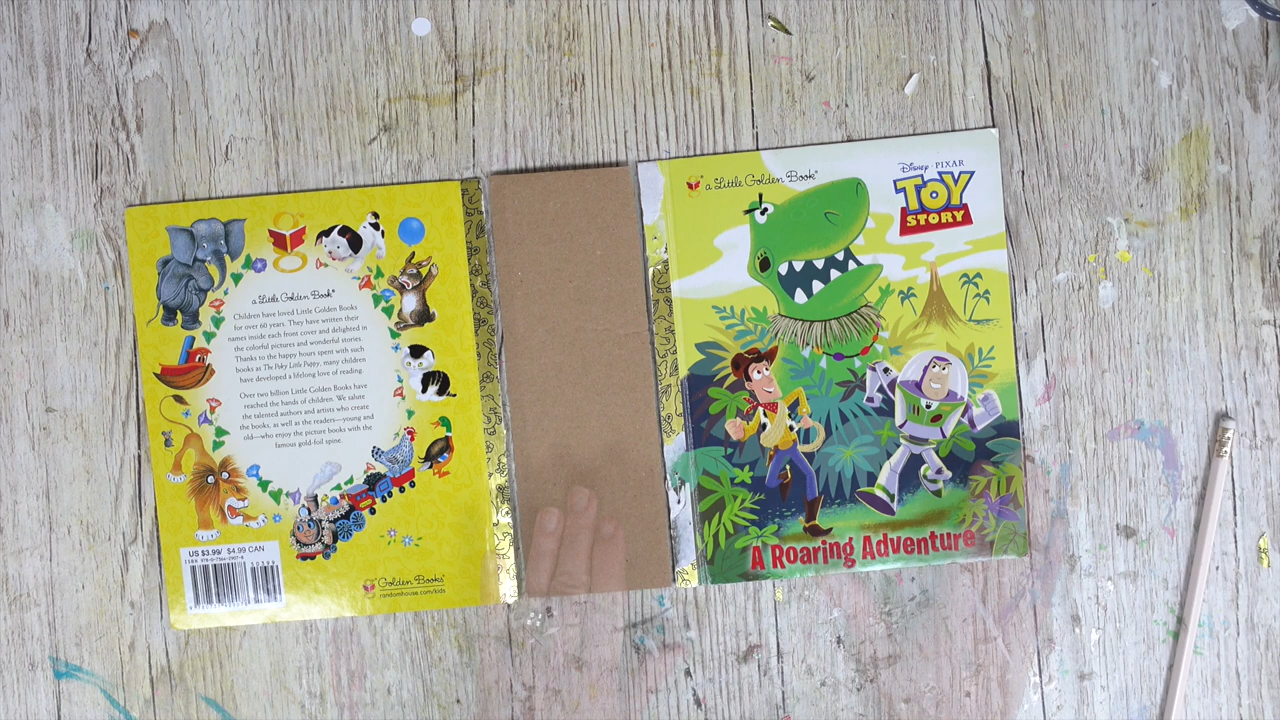 a Little Golden Book®
Children have loved Little Golden Books
for over 60 years. They have written their
names inside each front cover and delighted in
the colorful pictures and wonderful stories.
Thanks to the happy hours spent with such
books as The Poky Little Puppy, many children
have developed a lifelong love of reading.
Over two billion Little Golden Books have
reached the hands of children. We salute
the talented authors and artists who create
the books, as well as the readers—young and
old—who enjoy the picture books with the
famous gold-foil spine.
US $3.99/ $4.99 CAN
Golden Books®
randomhouse.com/kids
a Little Golden Book®
DISNEY · PIXAR
TOY
STORY
A Roaring Adventure